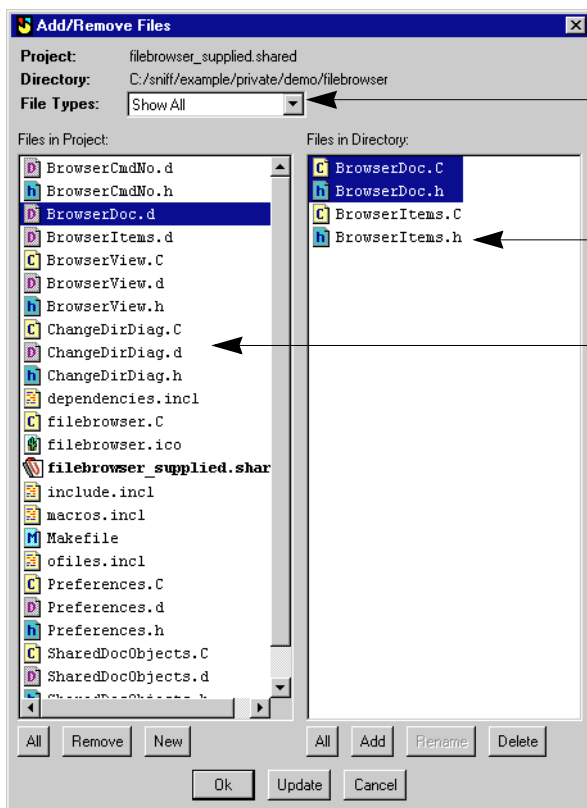 Add/Remove Files
Project: filebrowser_supplied.shared
Directory: C:/sniff/example/private/demo/filebrowser
File Types: Show All
Files in Project:
BrowserCmdNo.d
BrowserCmdNo.h
BrowserDoc.d
BrowserItems.d
BrowserView.C
BrowserView.d
BrowserView.h
ChangeDirDiag.C
ChangeDirDiag.d
ChangeDirDiag.h
dependencies.incl
filebrowser.C
filebrowser.ico
filebrowser_supplied.shar
include.incl
macros.incl
Makefile
ofiles.incl
Preferences.C
Preferences.d
Preferences.h
SharedDocObjects.C
SharedDocObjects.d
SharedDocObjects.h
All Remove New
Files in Directory:
BrowserDoc.C
BrowserDoc.h
BrowserItems.C
BrowserItems.h
All Add Rename Delete
Ok Update Cancel